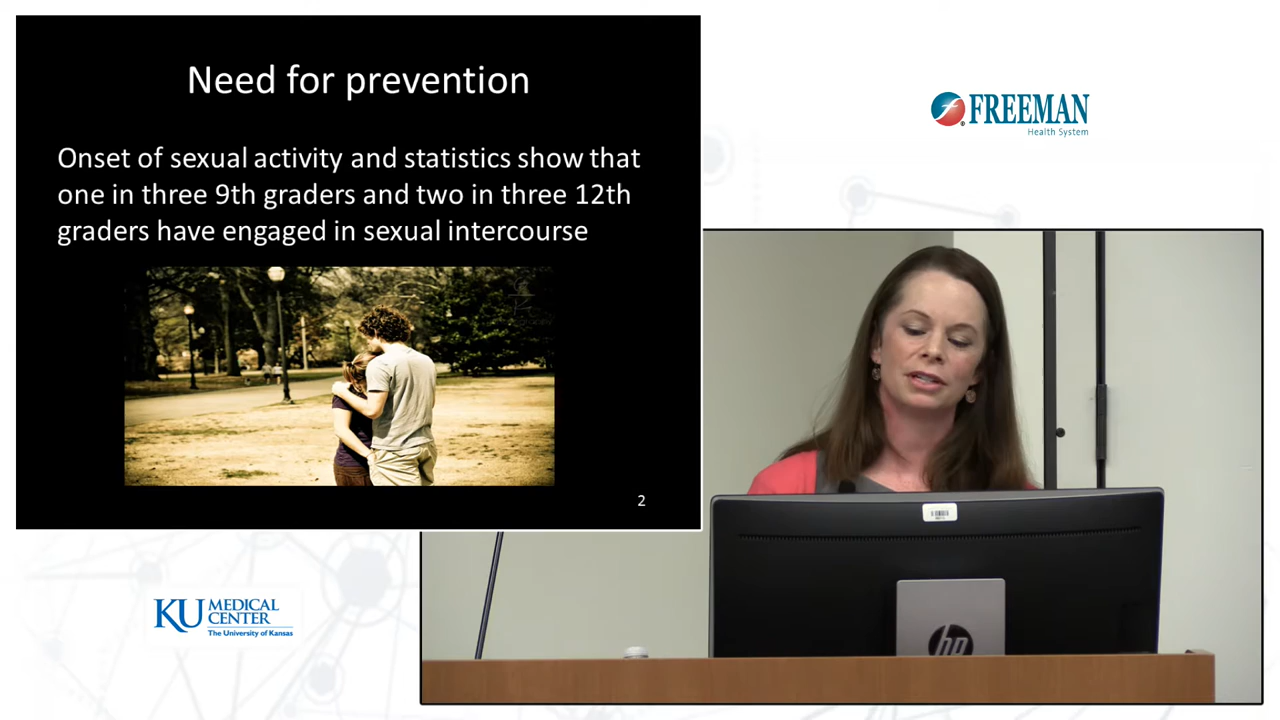 Need for prevention
Onset of sexual activity and statistics show that
one in three 9th graders and two in three 12th
graders have engaged in sexual intercourse
2
FREEMAN
Health System
KU MEDICAL
CENTER
The University of Kansas
hp